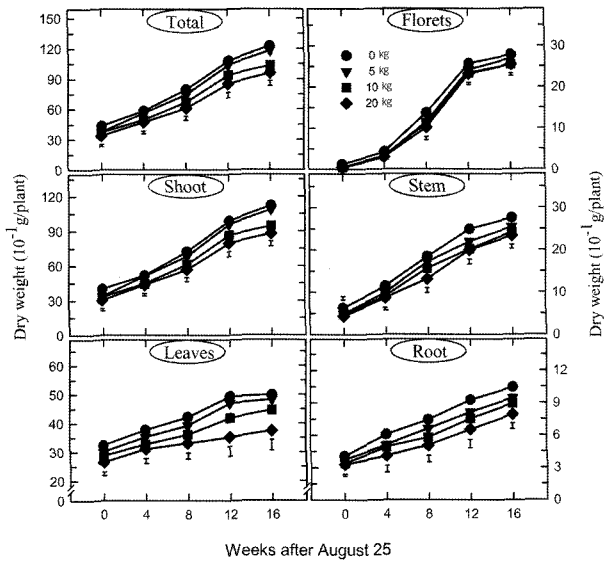 Total
Florets
150
120
90
60
30
0
30
20
10
0
0 kg
5 kg
10 kg
20 kg
Shoot
Stem
120
90
60
30
0
30
20
10
0
Leaves
Root
60
50
40
30
20
0
12
9
6
3
0
0 4 8 12 16
0 4 8 12 16
Dry weight (10⁻¹ g/plant)
Dry weight (10⁻¹ g/plant)
Weeks after August 25